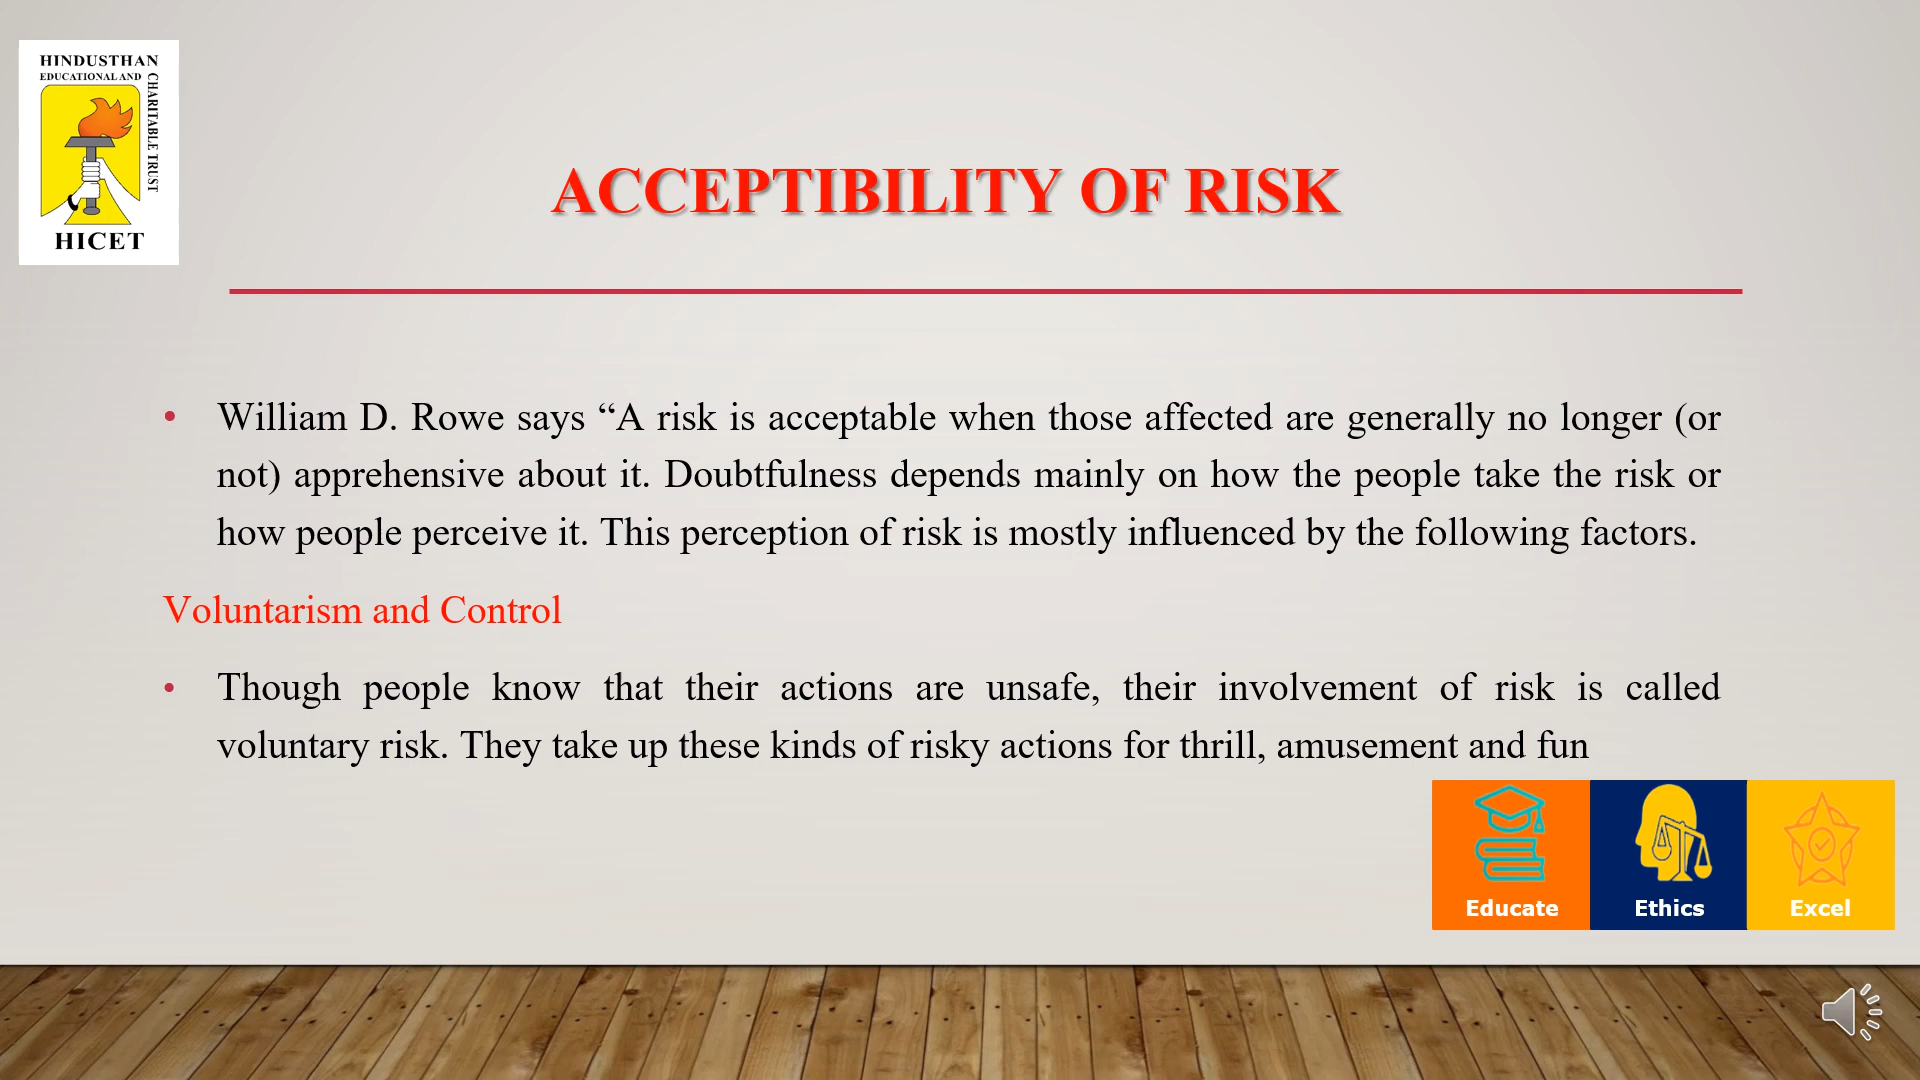 HINDUSTHAN
EDUCATIONAL AND
CHARITABLE TRUST
HICET
ACCEPTIBILITY OF RISK
• William D. Rowe says “A risk is acceptable when those affected are generally no longer (or
not) apprehensive about it. Doubtfulness depends mainly on how the people take the risk or
how people perceive it. This perception of risk is mostly influenced by the following factors.
Voluntarism and Control
• Though people know that their actions are unsafe, their involvement of risk is called
voluntary risk. They take up these kinds of risky actions for thrill, amusement and fun
Educate
Ethics
Excel